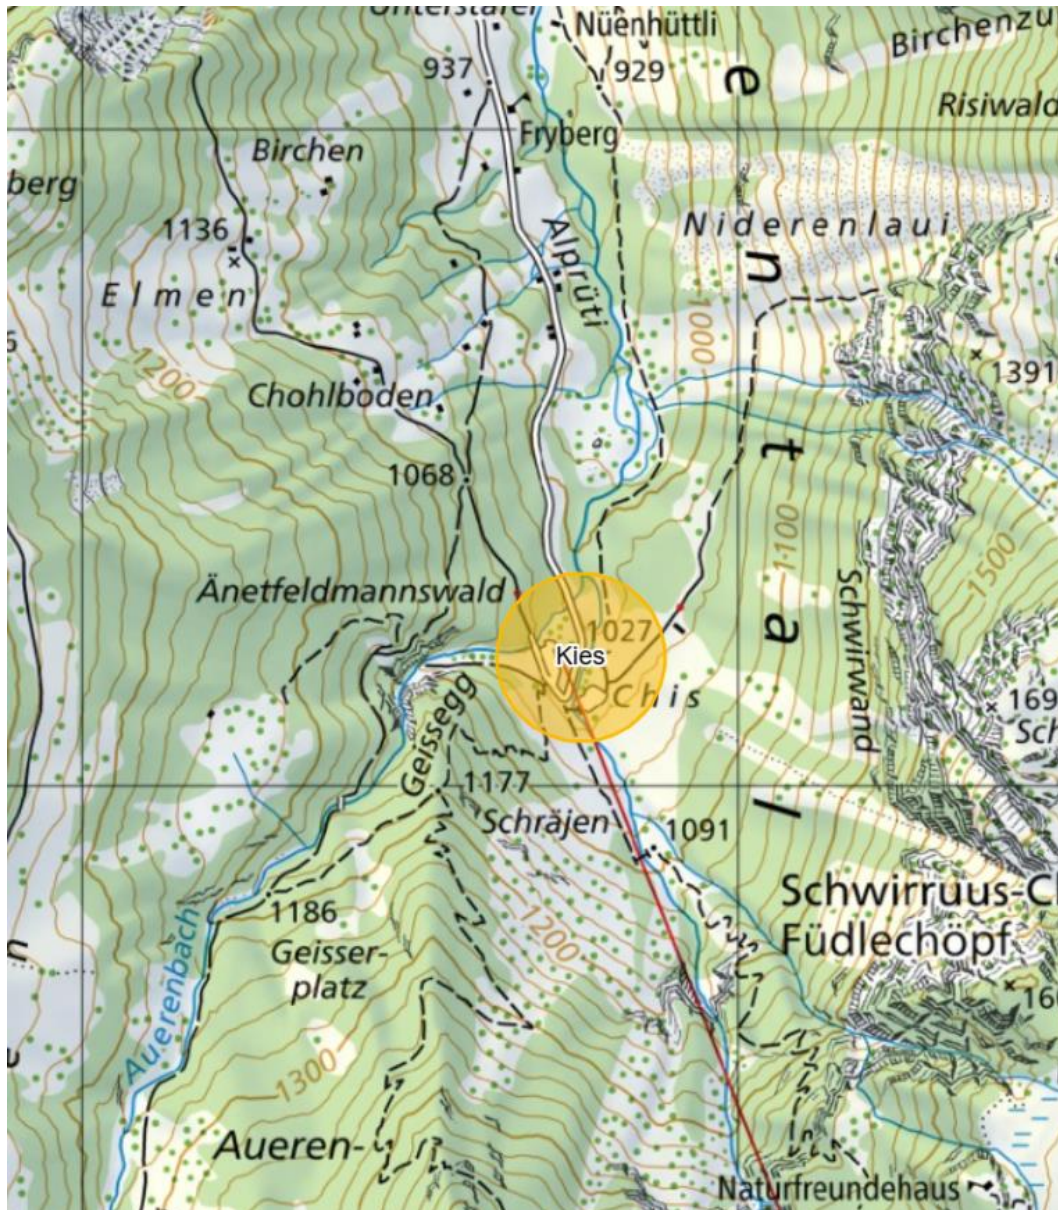 Unterstafel
Nüenhüttli
937
929
Birchenzu
e
Risiwald
Fryberg
Birchen
berg
1136
Niderenlaui
Alprüti
n
Elmen
1000
1200
1391
Chohlboden
t
1068
1100
1500
Änetfeldmannswald
Schwirrwand
a
1027
Kies
Chis
169
Sch
Geissegg
1177
l
Schräjen
1091
Schwirruus-Ch
Füdlechöpf
1186
Auerenbach
Geisser-
platz
1200
n
16
1300
Aueren-
Naturfreundehaus